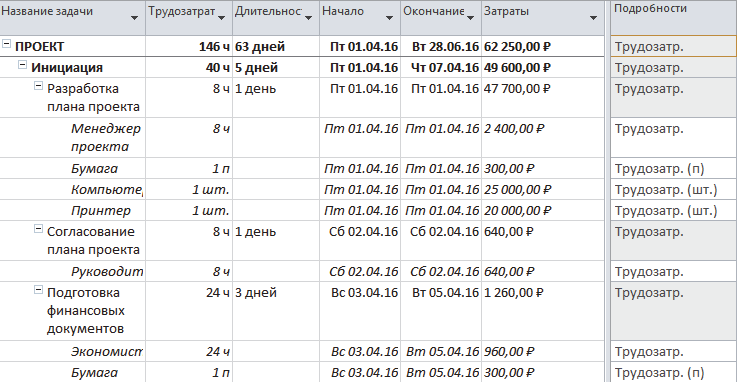 Название задачи Трудозатрат Длительнос Начало Окончание Затраты Подробности
ПРОЕКТ 146 ч 63 дней Пт 01.04.16 Вт 28.06.16 62 250,00 ₽ Трудозатр.
Инициация 40 ч 5 дней Пт 01.04.16 Чт 07.04.16 49 600,00 ₽ Трудозатр.
Разработка 8 ч 1 день Пт 01.04.16 Пт 01.04.16 47 700,00 ₽ Трудозатр.
плана проекта
Менеджер 8 ч Пт 01.04.16 Пт 01.04.16 2 400,00 ₽ Трудозатр.
проекта
Бумага 1 п Пт 01.04.16 Пт 01.04.16 300,00 ₽ Трудозатр. (п)
Компьюте 1 шт. Пт 01.04.16 Пт 01.04.16 25 000,00 ₽ Трудозатр. (шт.)
Принтер 1 шт. Пт 01.04.16 Пт 01.04.16 20 000,00 ₽ Трудозатр. (шт.)
Согласование 8 ч 1 день Сб 02.04.16 Сб 02.04.16 640,00 ₽ Трудозатр.
плана проекта
Руководит 8 ч Сб 02.04.16 Сб 02.04.16 640,00 ₽ Трудозатр.
Подготовка 24 ч 3 дней Вс 03.04.16 Вт 05.04.16 1 260,00 ₽ Трудозатр.
финансовых
документов
Экономист 24 ч Вс 03.04.16 Вт 05.04.16 960,00 ₽ Трудозатр.
Бумага 1 п Вс 03.04.16 Вт 05.04.16 300,00 ₽ Трудозатр. (п)